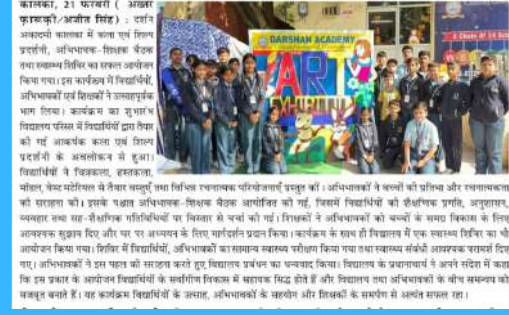 कालका, 21 फरवरी ( अख्तर
फ़ारूक़ी/अजीत सिंह) : दर्शन
अकादमी कालका में कला एवं शिल्प
प्रदर्शनी, अभिभावक-शिक्षक बैठक
तथा स्वास्थ्य शिविर का सफल आयोजन
किया गया। इस कार्यक्रम में विद्यार्थियों,
अभिभावकों एवं शिक्षकों ने उत्साहपूर्वक
भाग लिया। कार्यक्रम का शुभारंभ
विद्यालय परिसर में विद्यार्थियों द्वारा तैयार
की गई आकर्षक कला एवं शिल्प
प्रदर्शनी के अवलोकन से हुआ।
विद्यार्थियों ने चित्रकला, हस्तकला,
मॉडल, वेस्ट मटेरियल से तैयार वस्तुएँ तथा विभिन्न रचनात्मक परियोजनाएँ प्रस्तुत कीं। अभिभावकों ने बच्चों की प्रतिभा और रचनात्मकता
की सराहना की। इसके पश्चात अभिभावक-शिक्षक बैठक आयोजित की गई, जिसमें विद्यार्थियों की शैक्षणिक प्रगति, अनुशासन,
व्यवहार तथा सह-शैक्षणिक गतिविधियों पर विस्तार से चर्चा की गई। शिक्षकों ने अभिभावकों को बच्चों के समग्र विकास के लिए
आवश्यक सुझाव दिए और घर पर अध्ययन के लिए मार्गदर्शन प्रदान किया। कार्यक्रम के साथ ही विद्यालय में एक स्वास्थ्य शिविर का भी
आयोजन किया गया। शिविर में विद्यार्थियों, अभिभावकों का सामान्य स्वास्थ्य परीक्षण किया गया तथा स्वास्थ्य संबंधी आवश्यक परामर्श दिए
गए। अभिभावकों ने इस पहल की सराहना करते हुए विद्यालय प्रबंधन का धन्यवाद किया। विद्यालय के प्रधानाचार्य ने अपने संदेश में कहा
कि इस प्रकार के आयोजन विद्यार्थियों के सर्वांगीण विकास में सहायक सिद्ध होते हैं और विद्यालय तथा अभिभावकों के बीच समन्वय को
मजबूत बनाते हैं। यह कार्यक्रम विद्यार्थियों के उत्साह, अभिभावकों के सहयोग और शिक्षकों के समर्पण से अत्यंत सफल रहा।
DARSHAN ACADEMY
ART
EXHIBITION
A Chain of